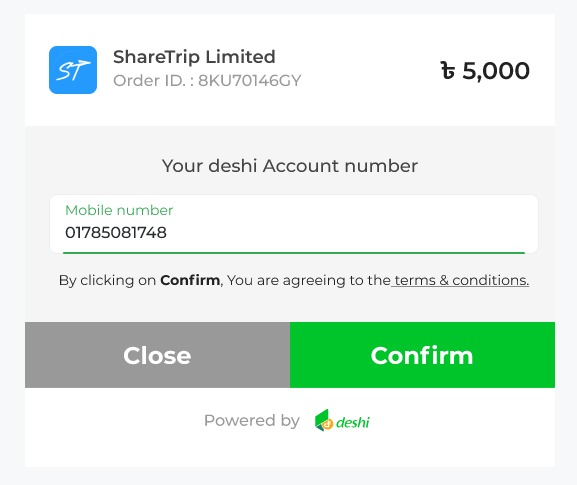 ST
ShareTrip Limited
Order ID. : 8KU70146GY
৳ 5,000
Your deshi Account number
Mobile number
01785081748
By clicking on Confirm, You are agreeing to the terms & conditions.
Close
Confirm
Powered by deshi